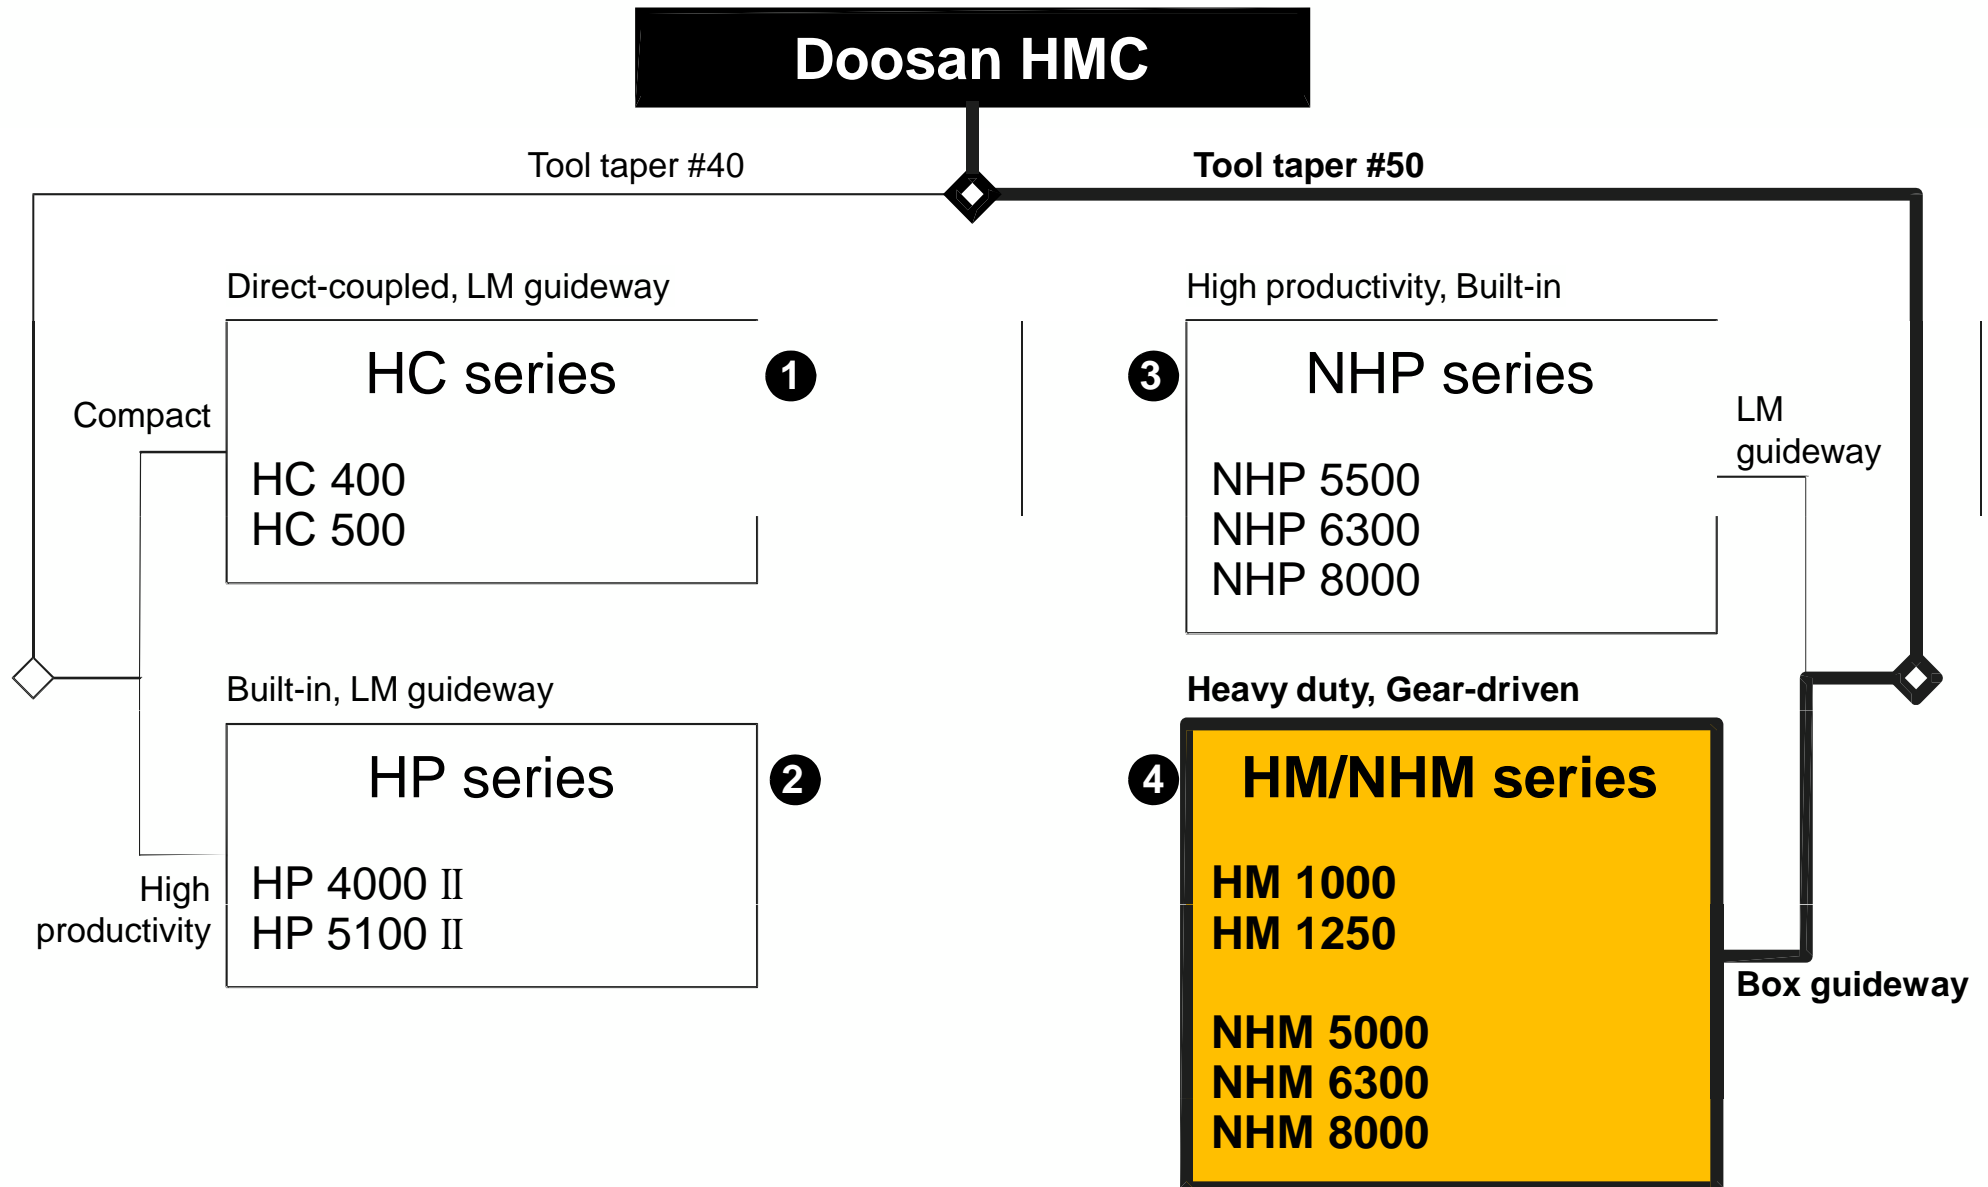 Doosan HMC
Tool taper #40
Tool taper #50
Direct-coupled, LM guideway
HC series
1
Compact
HC 400
HC 500
Built-in, LM guideway
HP series
2
High
productivity
HP 4000 Ⅱ
HP 5100 Ⅱ
High productivity, Built-in
3
NHP series
LM
guideway
NHP 5500
NHP 6300
NHP 8000
Heavy duty, Gear-driven
4
HM/NHM series
HM 1000
HM 1250
Box guideway
NHM 5000
NHM 6300
NHM 8000